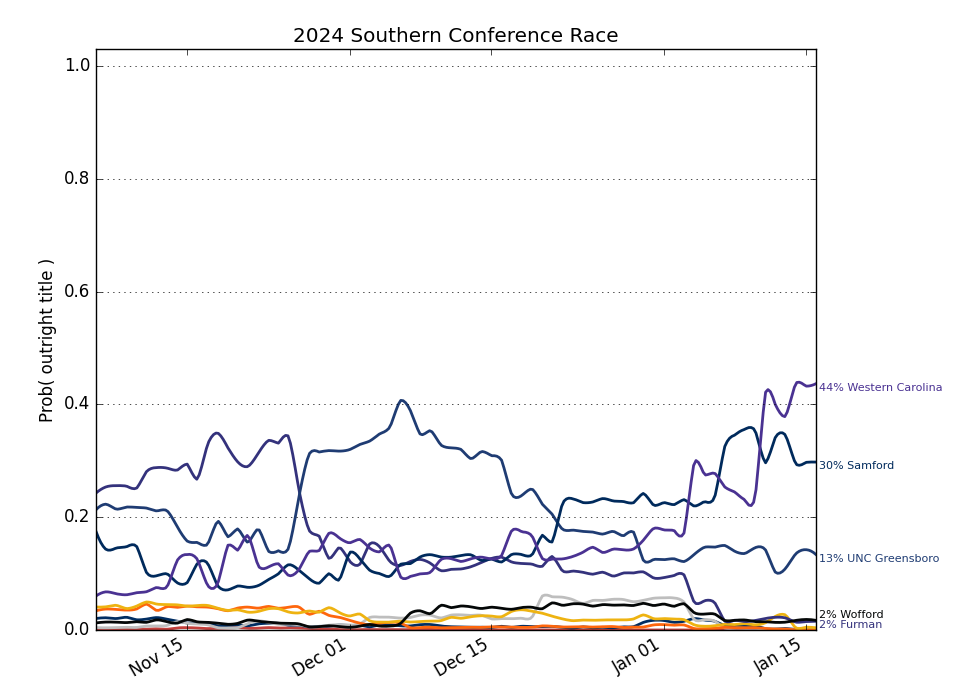 2024 Southern Conference Race
Prob( outright title )
1.0
0.8
0.6
0.4
0.2
0.0
44% Western Carolina
30% Samford
13% UNC Greensboro
2% Wofford
2% Furman
Nov 15
Dec 01
Dec 15
Jan 01
Jan 15